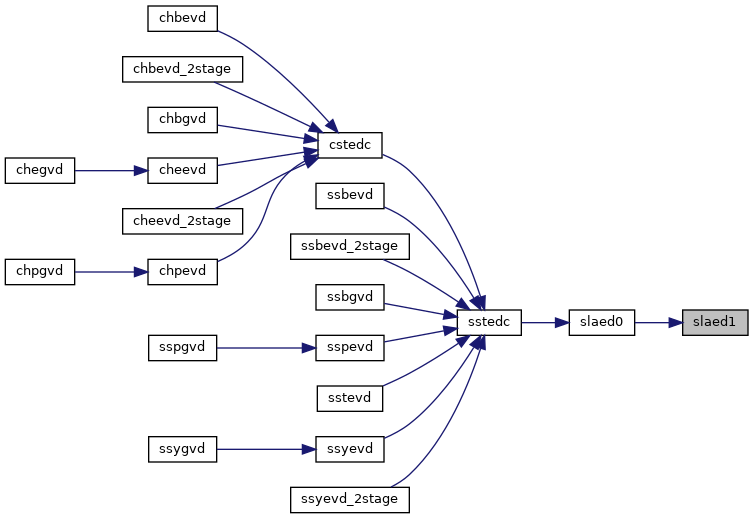 chbevd
chbevd_2stage
chbgvd
cstedc
chegvd
cheevd
ssbevd
cheevd_2stage
ssbevd_2stage
chpgvd
chpevd
ssbgvd
sstedc
slaed0
slaed1
sspgvd
sspevd
sstevd
ssygvd
ssyevd
ssyevd_2stage